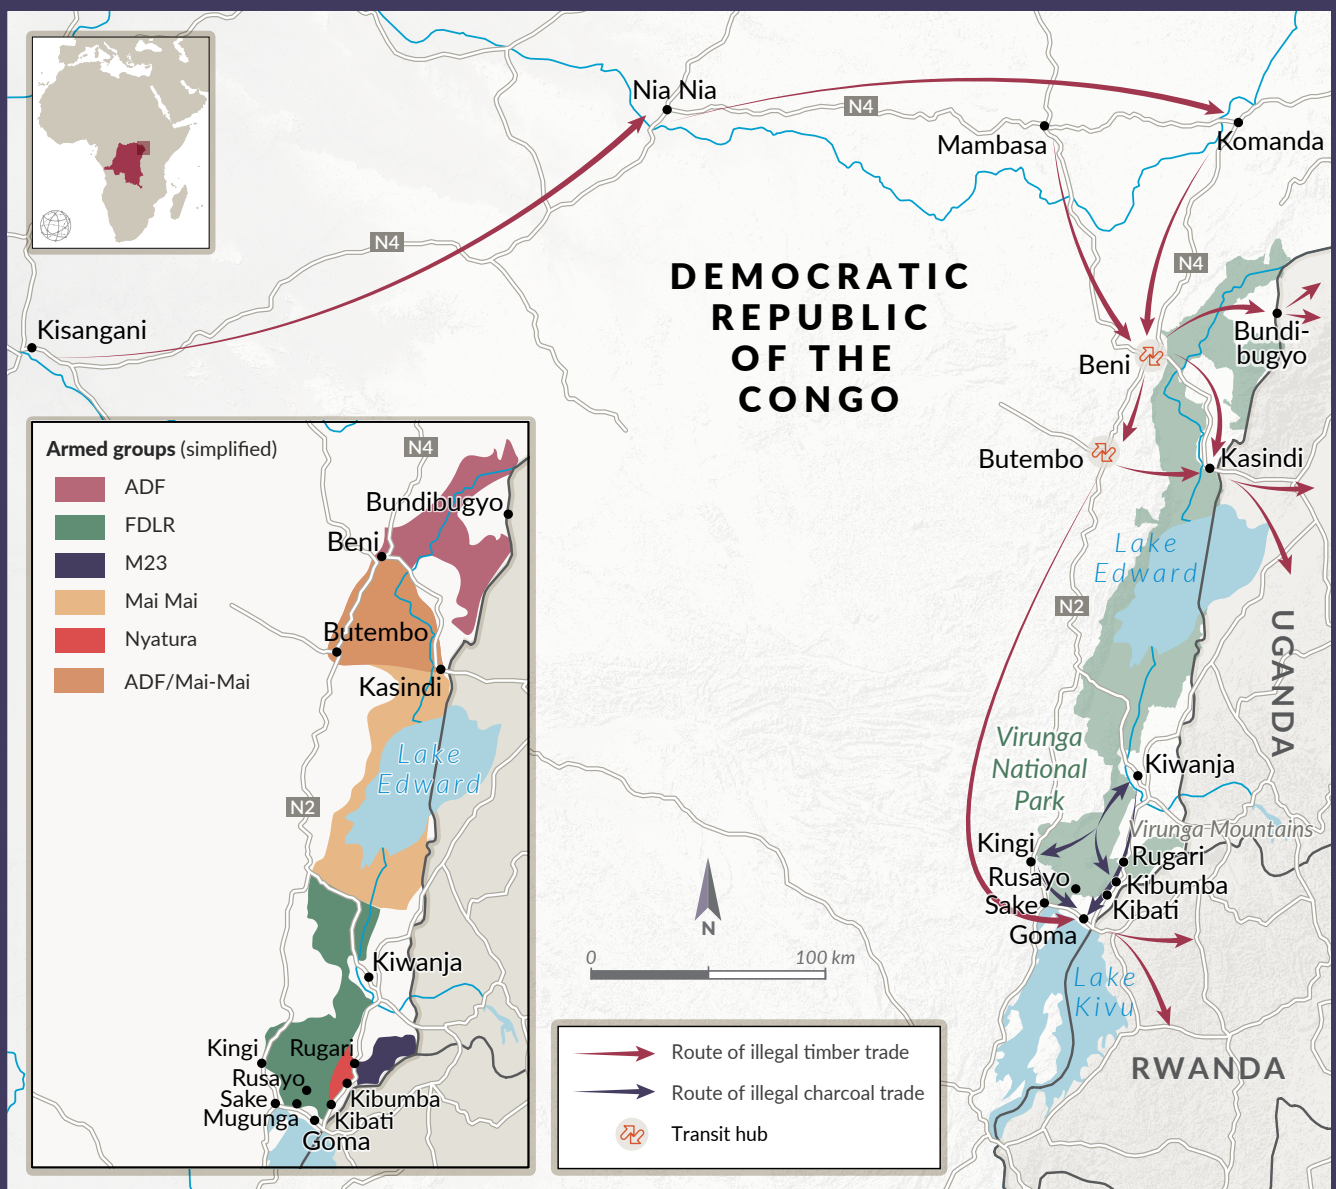 Nia Nia
N4
Mambasa
Komanda
N4
Kisangani
DEMOCRATIC
REPUBLIC
OF THE
CONGO
N4
Bundi-
bugyo
Beni
Butembo
Kasindi
Lake
Edward
N2
UGANDA
Virunga
National
Park
Kiwanja
Virunga Mountains
Kingi
Rugari
Rusayo
Kibumba
Sake
Kibati
Goma
Lake
Kivu
RWANDA
N
0 100 km
Route of illegal timber trade
Route of illegal charcoal trade
Transit hub
Armed groups (simplified)
ADF
FDLR
M23
Mai Mai
Nyatura
ADF/Mai-Mai
N4
Bundibugyo
Beni
Butembo
Kasindi
Lake
Edward
N2
Kiwanja
Kingi
Rugari
Rusayo
Sake
Kibumba
Mugunga
Kibati
Goma